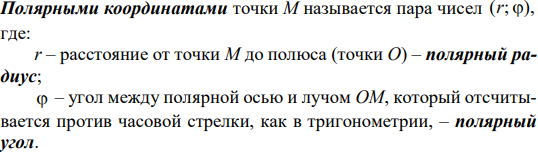 Полярными координатами точки M называется пара чисел (r; φ),
где:
r – расстояние от точки M до полюса (точки O) – полярный ра-
диус;
φ – угол между полярной осью и лучом OM, который отсчиты-
вается против часовой стрелки, как в тригонометрии, – полярный
угол.